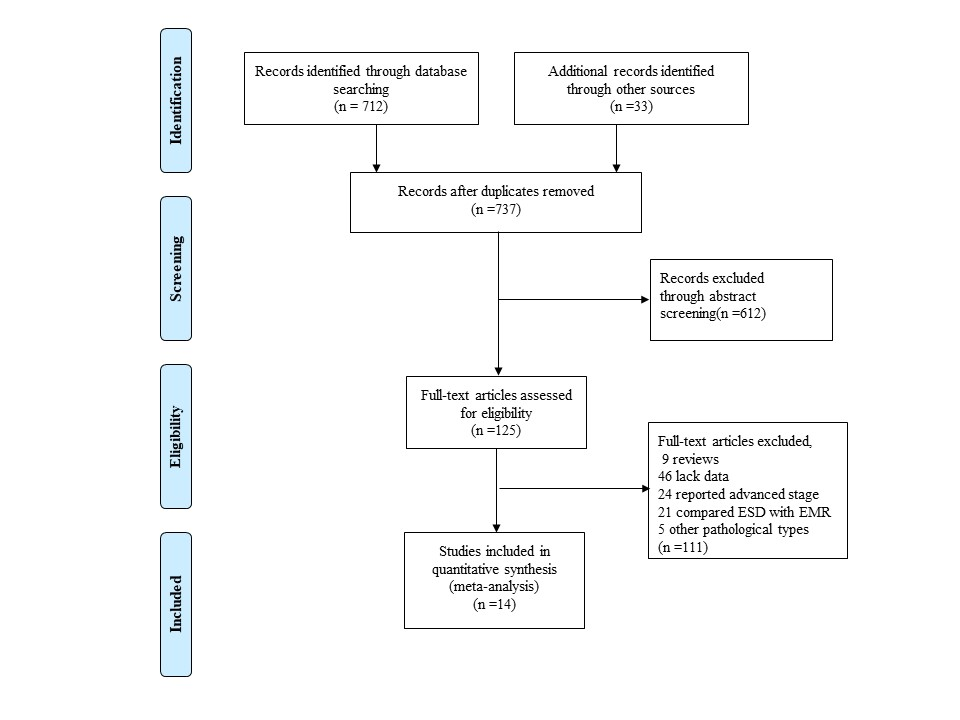 Identification
Records identified through database
searching
(n = 712)
Additional records identified
through other sources
(n =33)
Records after duplicates removed
(n =737)
Screening
Records excluded
through abstract
screening(n =612)
Eligibility
Full-text articles assessed
for eligibility
(n =125)
Full-text articles excluded,
9 reviews
46 lack data
24 reported advanced stage
21 compared ESD with EMR
5 other pathological types
(n =111)
Included
Studies included in
quantitative synthesis
(meta-analysis)
(n =14)